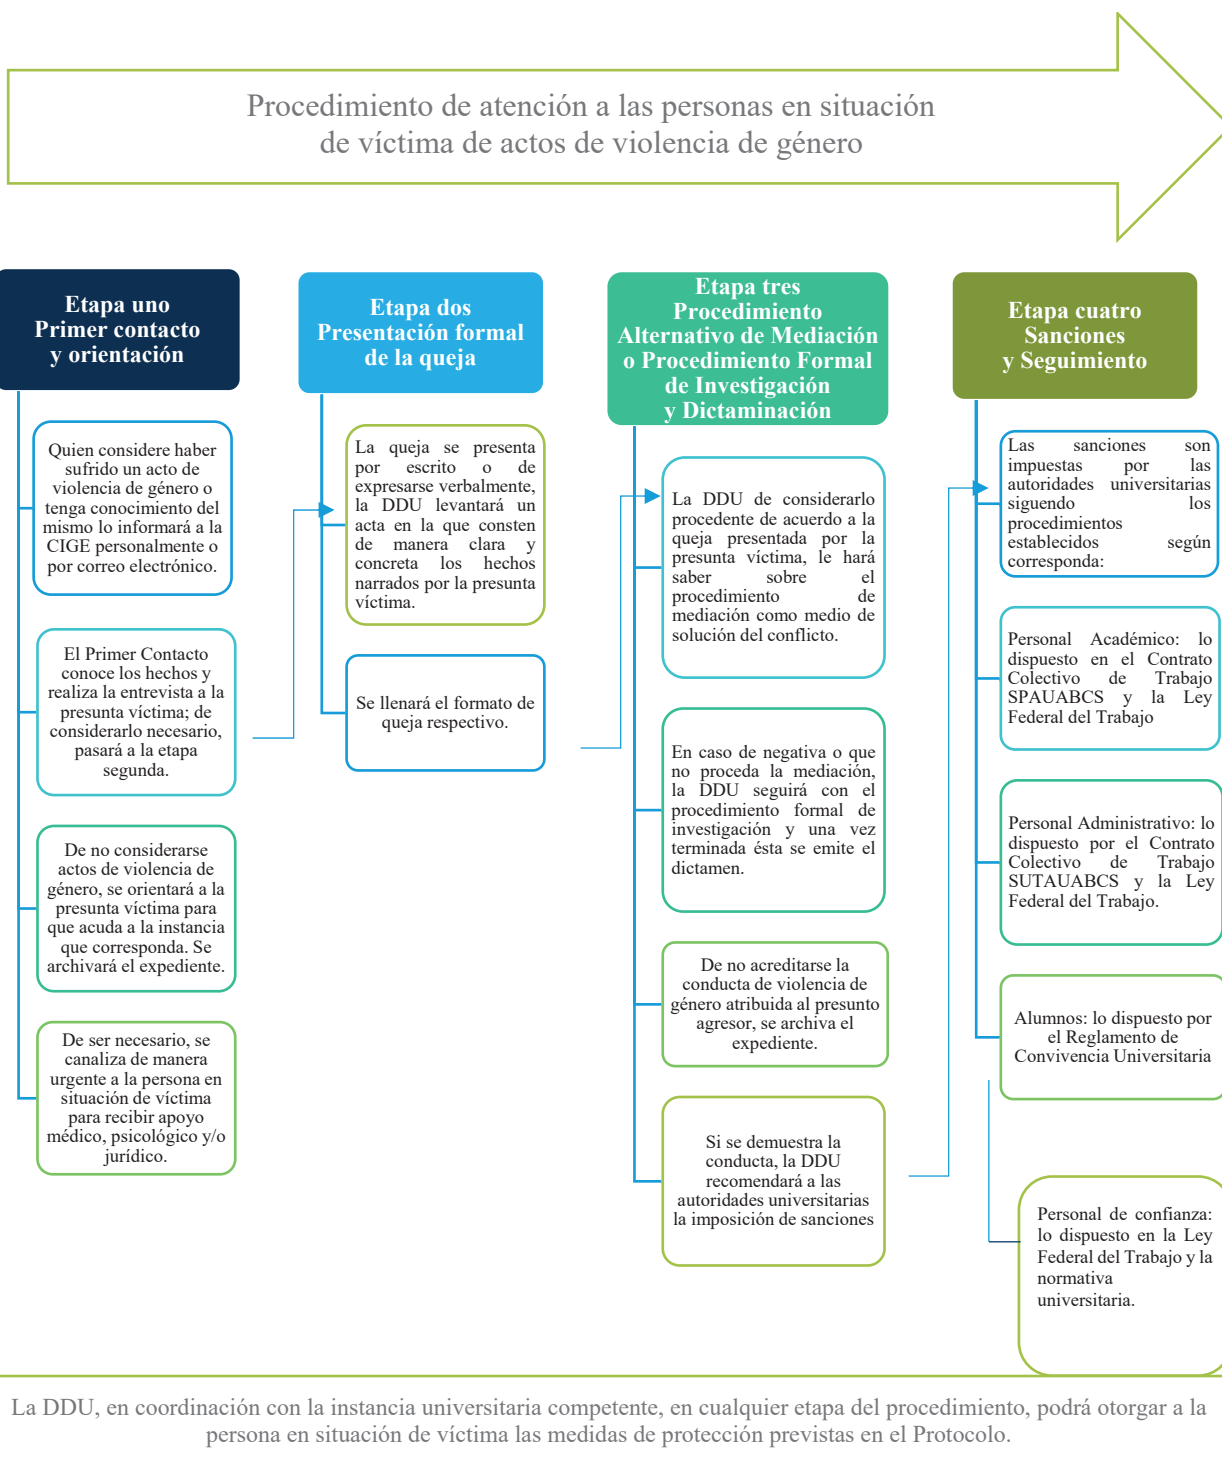 Procedimiento de atención a las personas en situación
de víctima de actos de violencia de género
Etapa uno
Primer contacto
y orientación
Quien considere haber
sufrido un acto de
violencia de género o
tenga conocimiento del
mismo lo informará a la
CIGE personalmente o
por correo electrónico.
El Primer Contacto
conoce los hechos y
realiza la entrevista a la
presunta víctima; de
considerarlo necesario,
pasará a la etapa
segunda.
De no considerarse
actos de violencia de
género, se orientará a la
presunta víctima para
que acuda a la instancia
que corresponda. Se
archivará el expediente.
De ser necesario, se
canaliza de manera
urgente a la persona en
situación de víctima
para recibir apoyo
médico, psicológico y/o
jurídico.
Etapa dos
Presentación formal
de la queja
La queja se presenta
por escrito o de
expresarse verbalmente,
la DDU levantará un
acta en la que consten
de manera clara y
concreta los hechos
narrados por la presunta
víctima.
Se llenará el formato de
queja respectivo.
Etapa tres
Procedimiento
Alternativo de Mediación
o Procedimiento Formal
de Investigación
y Dictaminación
La DDU de considerarlo
procedente de acuerdo a la
queja presentada por la
presunta víctima, le hará
saber sobre el
procedimiento de
mediación como medio de
solución del conflicto.
En caso de negativa o que
no proceda la mediación,
la DDU seguirá con el
procedimiento formal de
investigación y una vez
terminada ésta se emite el
dictamen.
De no acreditarse la
conducta de violencia de
género atribuida al presunto
agresor, se archiva el
expediente.
Si se demuestra la
conducta, la DDU
recomendará a las
autoridades universitarias
la imposición de sanciones
Etapa cuatro
Sanciones
y Seguimiento
Las sanciones son
impuestas por las
autoridades universitarias
siguiendo los
procedimientos
establecidos según
corresponda:
Personal Académico: lo
dispuesto en el Contrato
Colectivo de Trabajo
SPAUABCS y la Ley
Federal del Trabajo
Personal Administrativo: lo
dispuesto por el Contrato
Colectivo de Trabajo
SUTAUABCS y la Ley
Federal del Trabajo.
Alumnos: lo dispuesto por
el Reglamento de
Convivencia Universitaria
Personal de confianza:
lo dispuesto en la Ley
Federal del Trabajo y la
normativa
universitaria.
La DDU, en coordinación con la instancia universitaria competente, en cualquier etapa del procedimiento, podrá otorgar a la
persona en situación de víctima las medidas de protección previstas en el Protocolo.